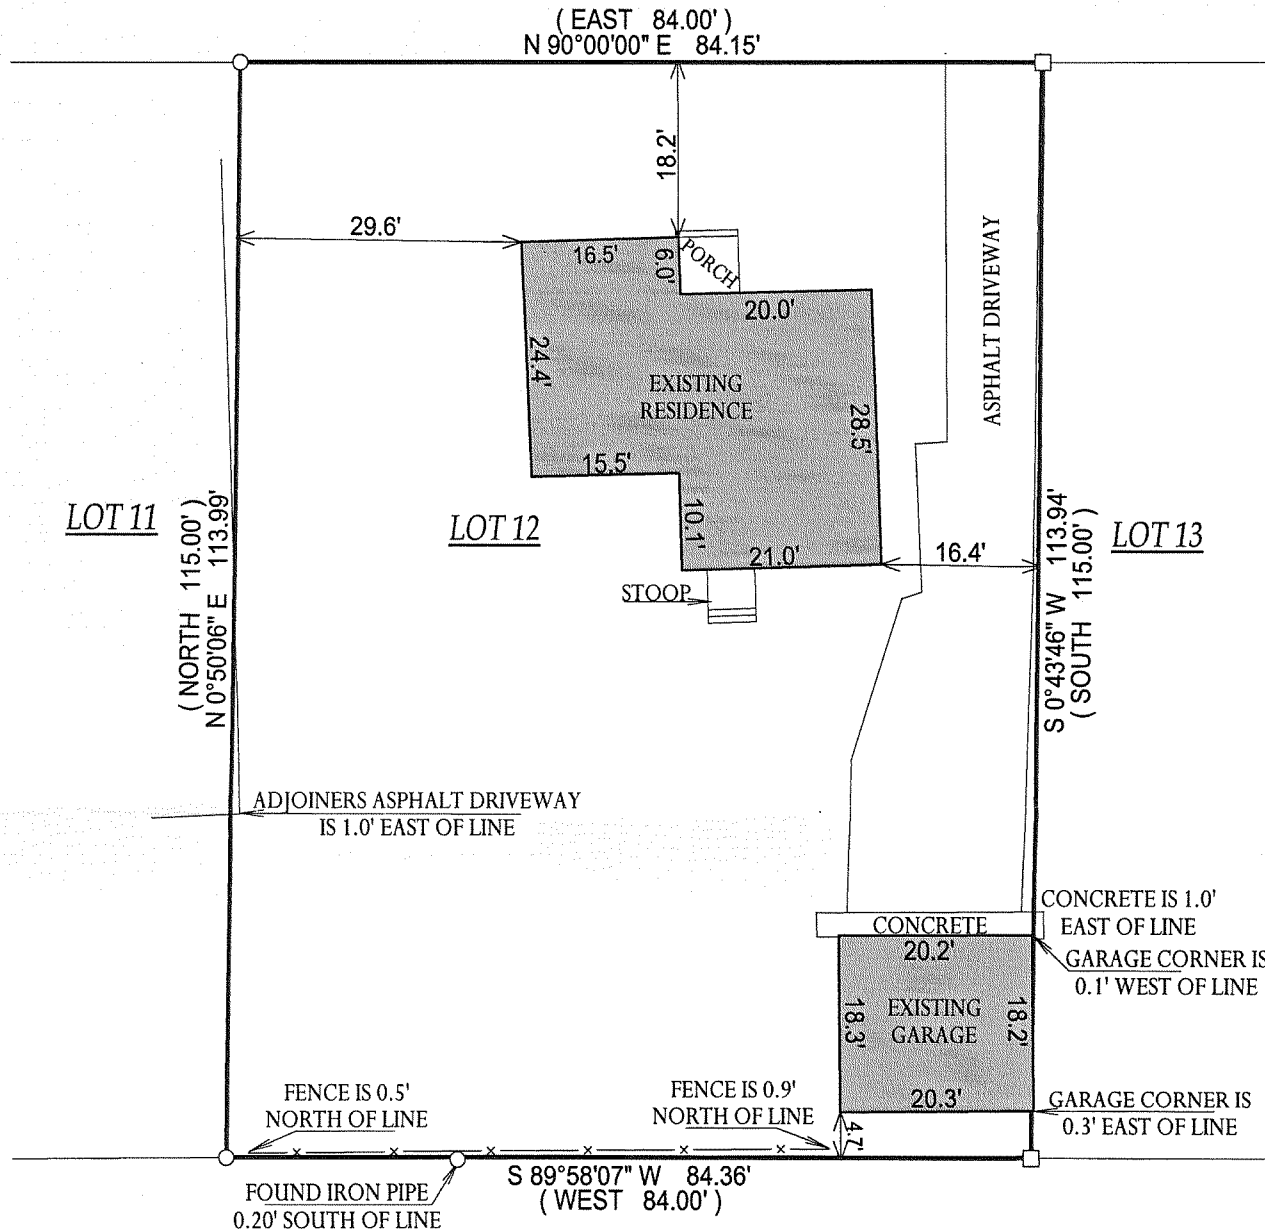 ( EAST 84.00' )
N 90°00'00" E 84.15'
18.2'
29.6'
16.5'
6.0'
PORCH
20.0'
ASPHALT DRIVEWAY
24.4'
EXISTING
RESIDENCE
28.5'
15.5'
10.1'
21.0'
16.4'
STOOP
LOT 11
LOT 12
LOT 13
( NORTH 115.00' )
N 0°50'06" E 113.99'
S 0°43'46" W 113.94'
( SOUTH 115.00' )
ADJOINERS ASPHALT DRIVEWAY
IS 1.0' EAST OF LINE
CONCRETE IS 1.0'
EAST OF LINE
CONCRETE
20.2'
GARAGE CORNER IS
0.1' WEST OF LINE
18.3'
EXISTING
GARAGE
18.2'
20.3'
FENCE IS 0.5'
NORTH OF LINE
FENCE IS 0.9'
NORTH OF LINE
GARAGE CORNER IS
0.3' EAST OF LINE
4.7'
S 89°58'07" W 84.36'
( WEST 84.00' )
FOUND IRON PIPE
0.20' SOUTH OF LINE